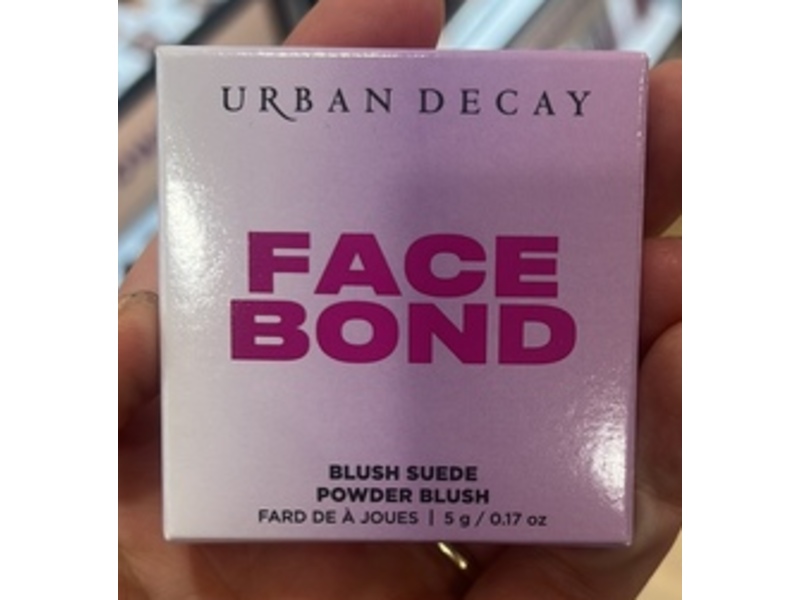 URBAN DECAY
FACE
BOND
BLUSH SUEDE
POWDER BLUSH
FARD DE À JOUES | 5 g / 0.17 oz